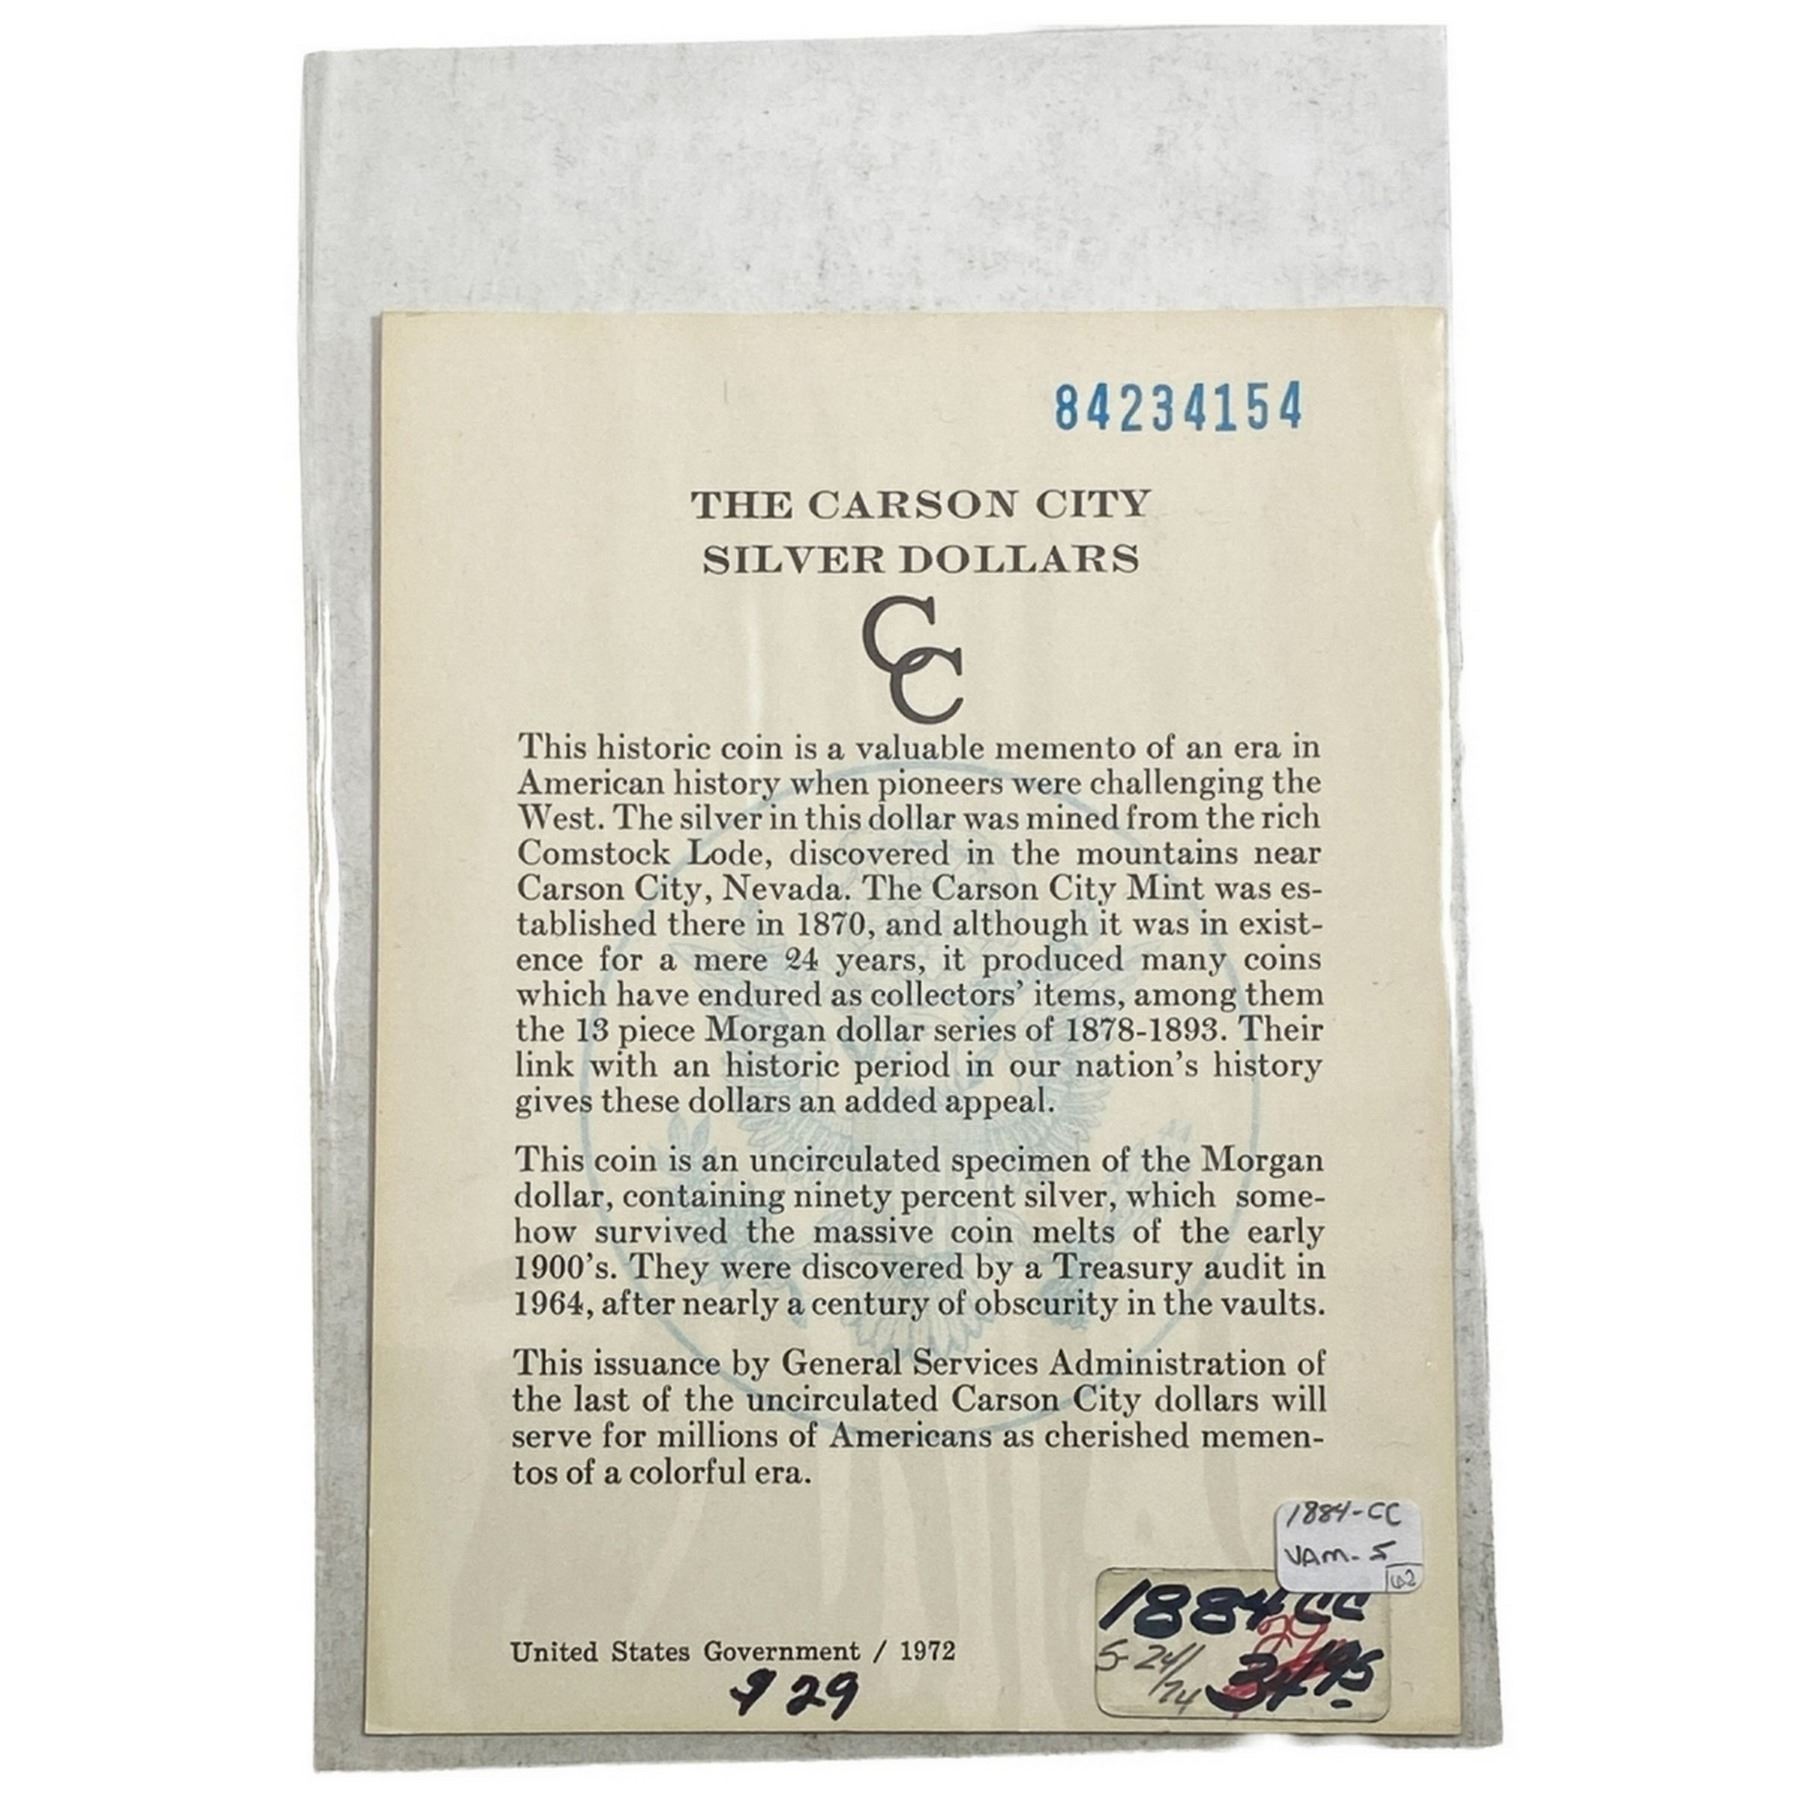 84234154
THE CARSON CITY
SILVER DOLLARS
CC
This historic coin is a valuable memento of an era in
American history when pioneers were challenging the
West. The silver in this dollar was mined from the rich
Comstock Lode, discovered in the mountains near
Carson City, Nevada. The Carson City Mint was es-
tablished there in 1870, and although it was in exist-
ence for a mere 24 years, it produced many coins
which have endured as collectors' items, among them
the 13 piece Morgan dollar series of 1878-1893. Their
link with an historic period in our nation's history
gives these dollars an added appeal.
This coin is an uncirculated specimen of the Morgan
dollar, containing ninety percent silver, which some-
how survived the massive coin melts of the early
1900's. They were discovered by a Treasury audit in
1964, after nearly a century of obscurity in the vaults.
This issuance by General Services Administration of
the last of the uncirculated Carson City dollars will
serve for millions of Americans as cherished memen-
tos of a colorful era.
1884-CC
VAM-5
1884 CC
5-24/
/74
United States Government / 1972
29